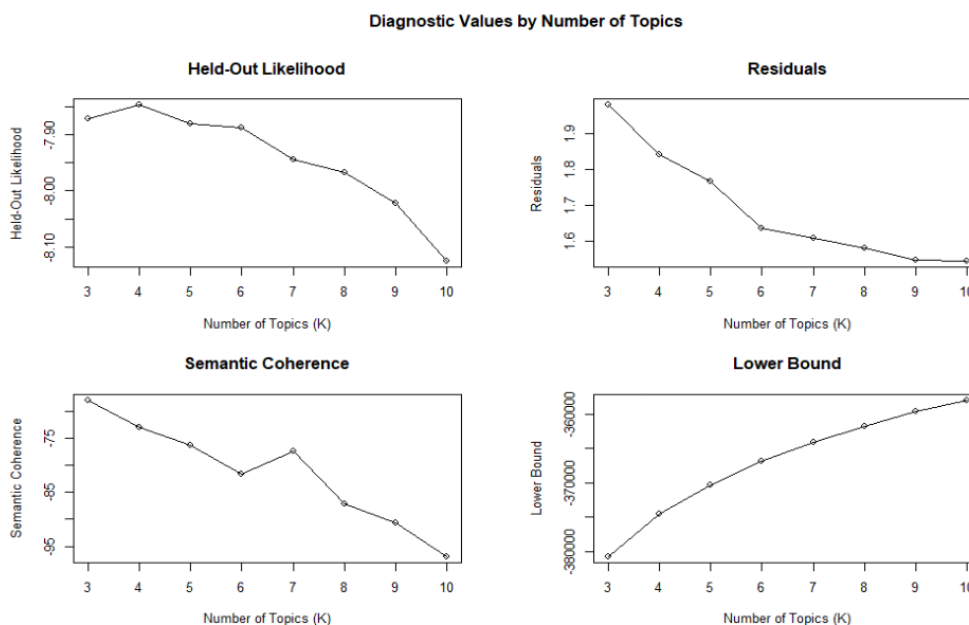 Diagnostic Values by Number of Topics
Held-Out Likelihood
Held-Out Likelihood
-7.90
-8.00
-8.10
3 4 5 6 7 8 9 10
Number of Topics (K)
Residuals
Residuals
1.9
1.8
1.7
1.6
3 4 5 6 7 8 9 10
Number of Topics (K)
Semantic Coherence
Semantic Coherence
-75
-85
-95
3 4 5 6 7 8 9 10
Number of Topics (K)
Lower Bound
Lower Bound
-360000
-370000
-380000
3 4 5 6 7 8 9 10
Number of Topics (K)